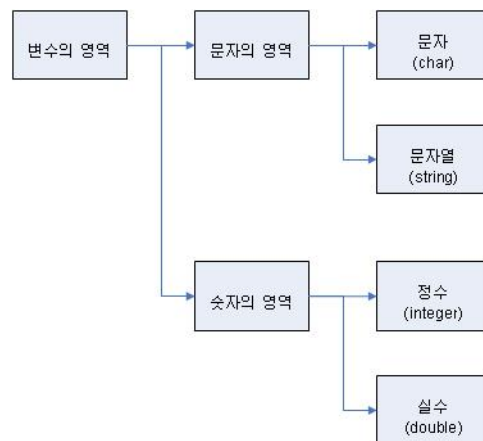 변수의 영역
문자의 영역
문자
(char)
문자열
(string)
숫자의 영역
정수
(integer)
실수
(double)